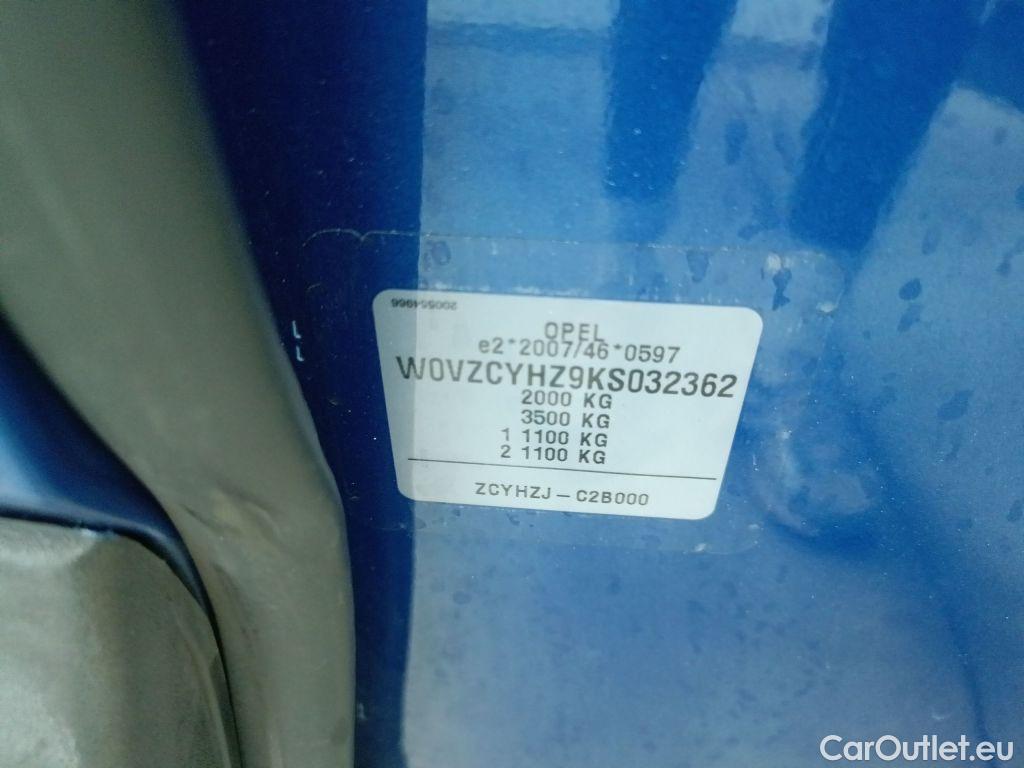 200554966
OPEL
e2*2007/46*0597
W0VZCYHZ9KS032362
2000 KG
3500 KG
1 1100 KG
2 1100 KG
ZCYHZJ - C2B000
CarOutlet.eu